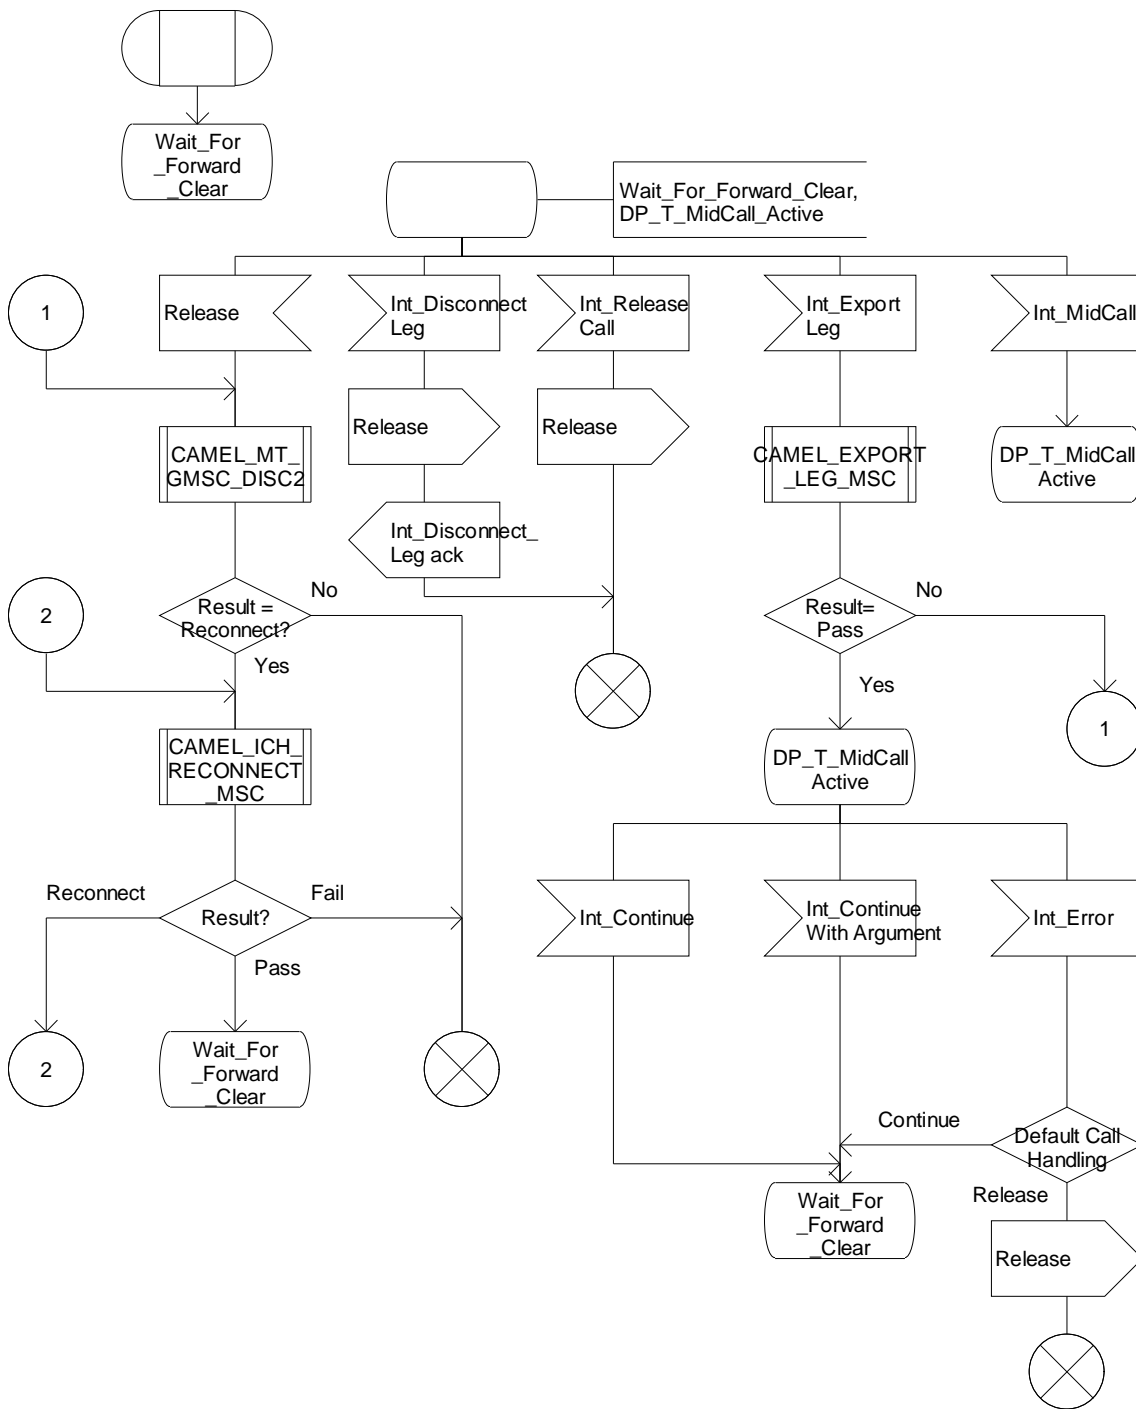 Wait_For
_Forward
_Clear
Wait_For_Forward_Clear,
DP_T_MidCall_Active
1
Release
Int_Disconnect
Leg
Int_Release
Call
Int_Export
Leg
Int_MidCall
CAMEL_MT_
GMSC_DISC2
Release
Release
CAMEL_EXPORT
_LEG_MSC
DP_T_MidCall
Active
Int_Disconnect_
Leg ack
2
Result =
Reconnect?
No
Yes
Result=
Pass
No
Yes
1
CAMEL_ICH_
RECONNECT
_MSC
DP_T_MidCall
Active
Reconnect
Result?
Fail
Pass
Int_Continue
Int_Continue
With Argument
Int_Error
2
Wait_For
_Forward
_Clear
Continue
Default Call
Handling
Release
Wait_For
_Forward
_Clear
Release